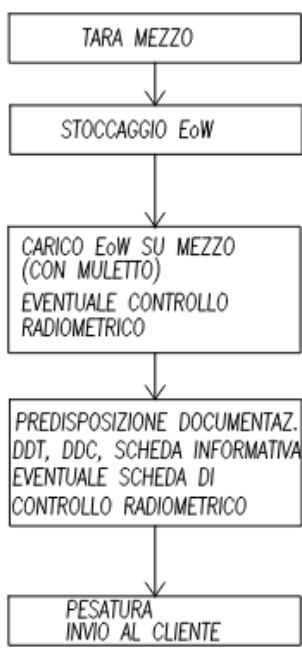 TARA MEZZO
STOCCAGGIO EoW
CARICO EoW SU MEZZO
(CON MULETTO)
EVENTUALE CONTROLLO
RADIOMETRICO
PREDISPOSIZIONE DOCUMENTAZ.
DDT, DDC, SCHEDA INFORMATIVA
EVENTUALE SCHEDA DI
CONTROLLO RADIOMETRICO
PESATURA
INVIO AL CLIENTE